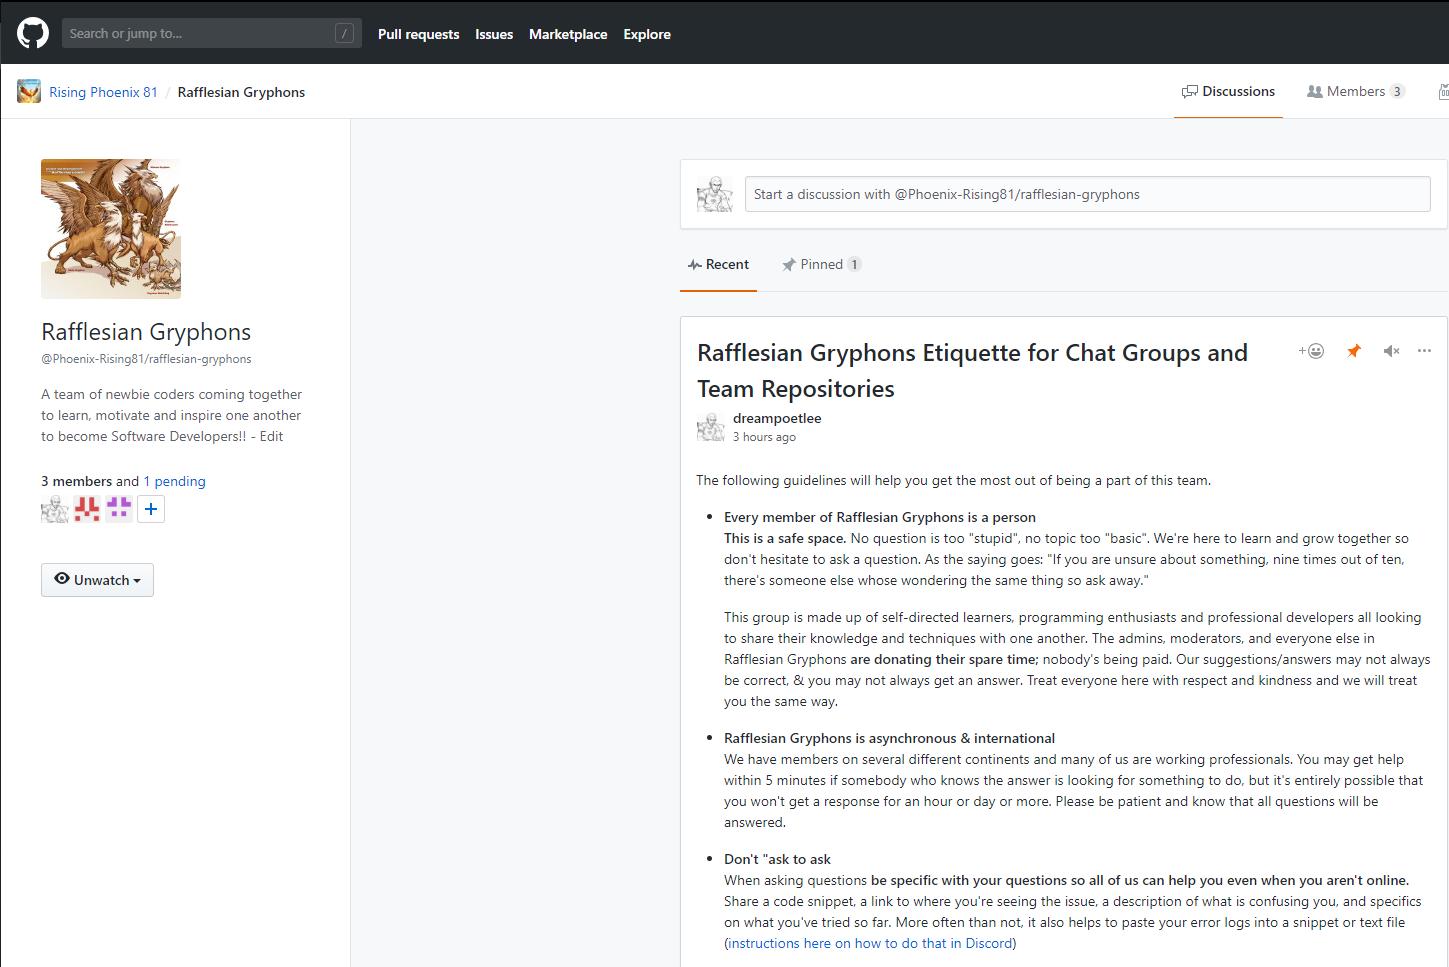 Search or jump to... /
Pull requests Issues Marketplace Explore
Rising Phoenix 81 / Rafflesian Gryphons
Discussions Members 3
Rafflesian Gryphons
@Phoenix-Rising81/rafflesian-gryphons
A team of newbie coders coming together
to learn, motivate and inspire one another
to become Software Developers!! - Edit
3 members and 1 pending
+
Unwatch
Start a discussion with @Phoenix-Rising81/rafflesian-gryphons
Recent Pinned 1
Rafflesian Gryphons Etiquette for Chat Groups and
Team Repositories
dreampoetlee
3 hours ago
The following guidelines will help you get the most out of being a part of this team.
• Every member of Rafflesian Gryphons is a person
This is a safe space. No question is too "stupid", no topic too "basic". We're here to learn and grow together so
don't hesitate to ask a question. As the saying goes: "If you are unsure about something, nine times out of ten,
there's someone else whose wondering the same thing so ask away."
This group is made up of self-directed learners, programming enthusiasts and professional developers all looking
to share their knowledge and techniques with one another. The admins, moderators, and everyone else in
Rafflesian Gryphons are donating their spare time; nobody's being paid. Our suggestions/answers may not always
be correct, & you may not always get an answer. Treat everyone here with respect and kindness and we will treat
you the same way.
• Rafflesian Gryphons is asynchronous & international
We have members on several different continents and many of us are working professionals. You may get help
within 5 minutes if somebody who knows the answer is looking for something to do, but it's entirely possible that
you won't get a response for an hour or day or more. Please be patient and know that all questions will be
answered.
• Don't "ask to ask
When asking questions be specific with your questions so all of us can help you even when you aren't online.
Share a code snippet, a link to where you're seeing the issue, a description of what is confusing you, and specifics
on what you've tried so far. More often than not, it also helps to paste your error logs into a snippet or text file
(instructions here on how to do that in Discord)